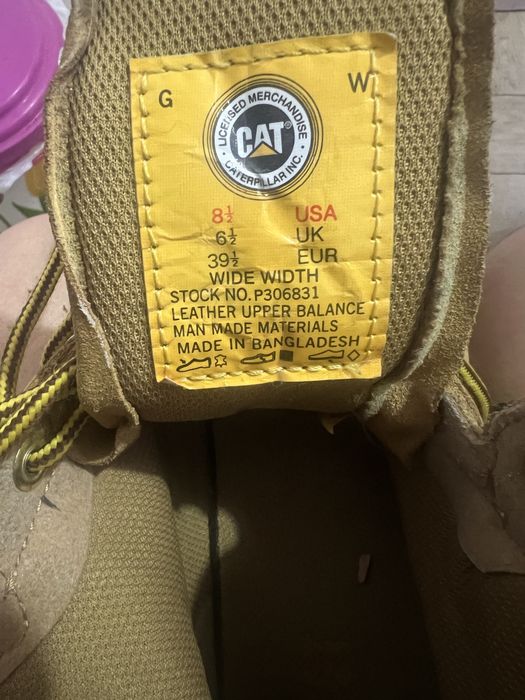 G W
LICENSED MERCHANDISE
CAT®
CATERPILLAR INC.
8½ USA
6½ UK
39½ EUR
WIDE WIDTH
STOCK NO. P306831
LEATHER UPPER BALANCE
MAN MADE MATERIALS
MADE IN BANGLADESH